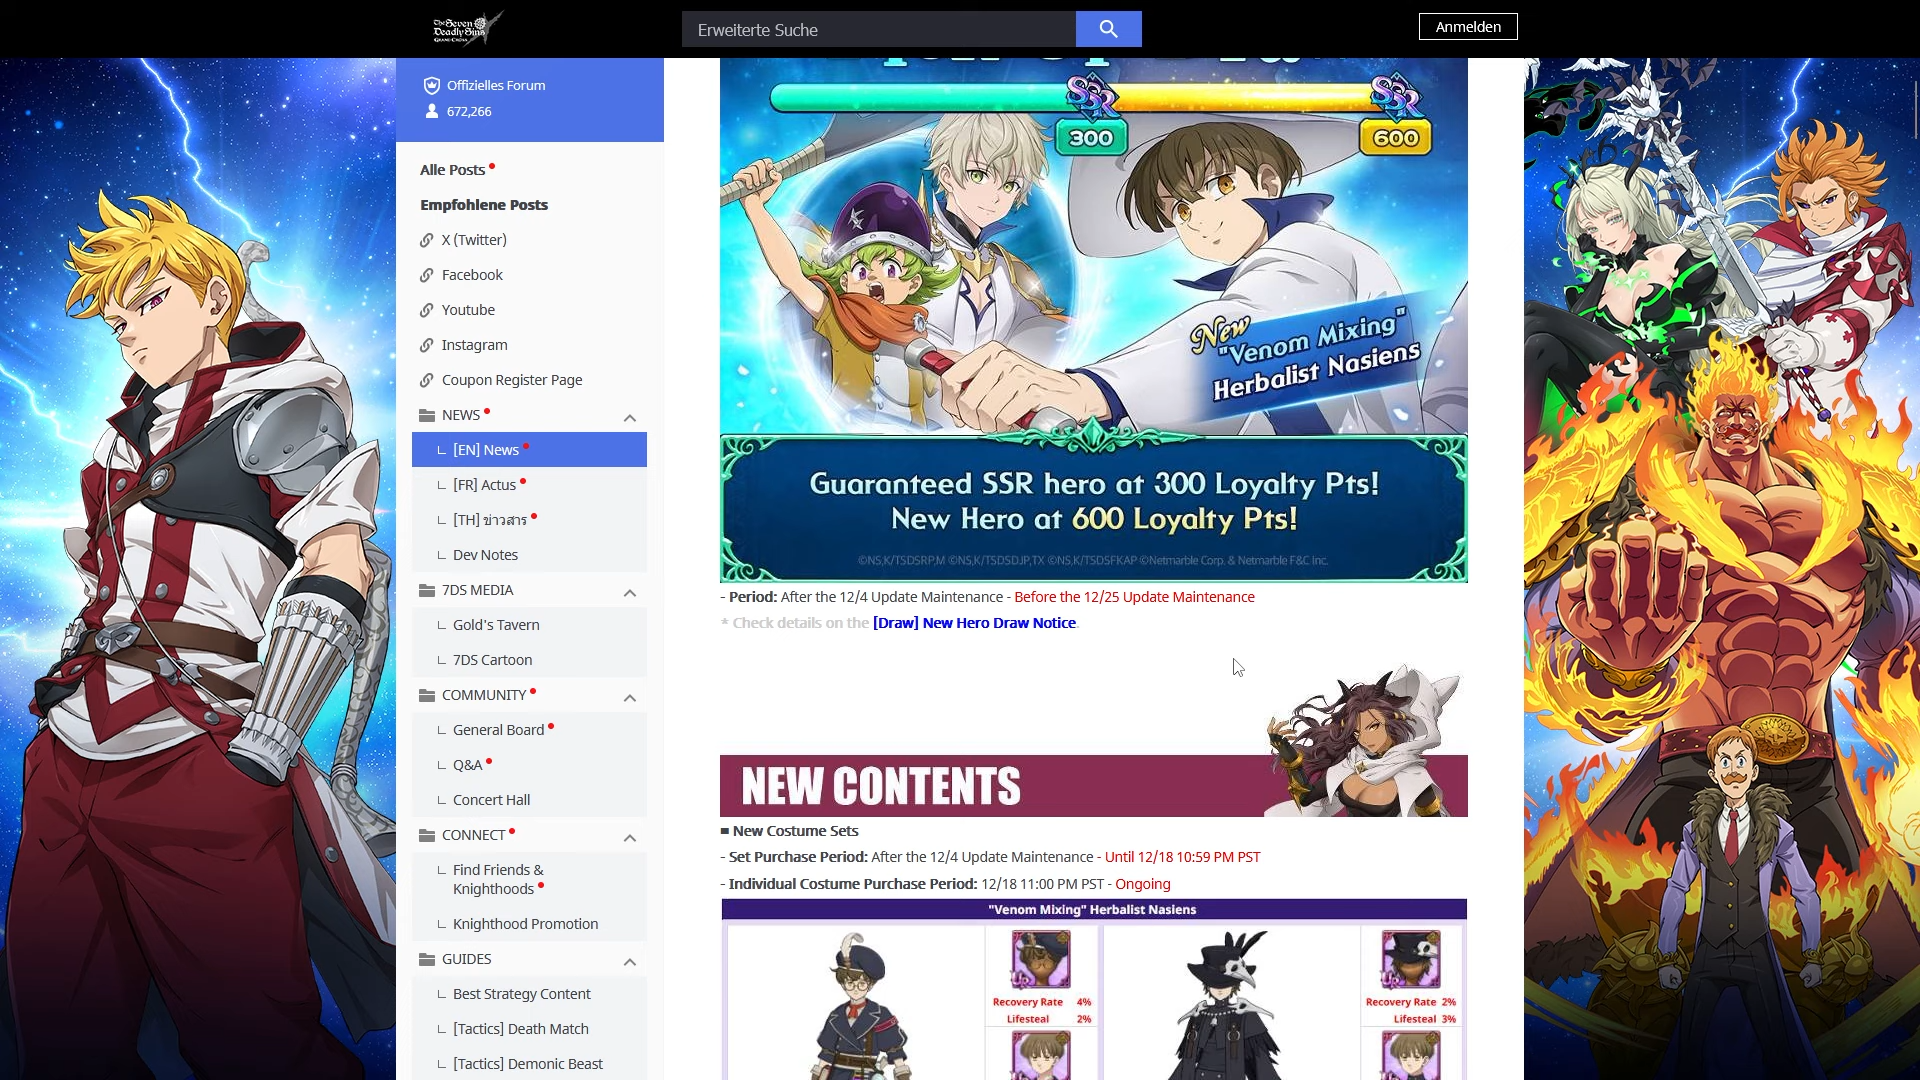 The Seven
Deadly Sins
GRAND CROSS
Erweiterte Suche
Anmelden
Offizielles Forum
672,266
Alle Posts
Empfohlene Posts
X (Twitter)
Facebook
Youtube
Instagram
Coupon Register Page
NEWS
[EN] News
[FR] Actus
[TH] ข่าวสาร
Dev Notes
7DS MEDIA
Gold's Tavern
7DS Cartoon
COMMUNITY
General Board
Q&A
Concert Hall
CONNECT
Find Friends &
Knighthoods
Knighthood Promotion
GUIDES
Best Strategy Content
[Tactics] Death Match
[Tactics] Demonic Beast
SSR
SSR
300
600
New
"Venom Mixing"
Herbalist Nasiens
Guaranteed SSR hero at 300 Loyalty Pts!
New Hero at 600 Loyalty Pts!
©NS,K/TSDSRP,M ©NS,K/TSDSDJP,TX ©NS,K/TSDSFKAP ©Netmarble Corp. & Netmarble F&C Inc.
- Period: After the 12/4 Update Maintenance - Before the 12/25 Update Maintenance
* Check details on the [Draw] New Hero Draw Notice.
NEW CONTENTS
■ New Costume Sets
- Set Purchase Period: After the 12/4 Update Maintenance - Until 12/18 10:59 PM PST
- Individual Costume Purchase Period: 12/18 11:00 PM PST - Ongoing
"Venom Mixing" Herbalist Nasiens
UR
Recovery Rate 4%
Lifesteal 2%
UR
Recovery Rate 2%
Lifesteal 3%